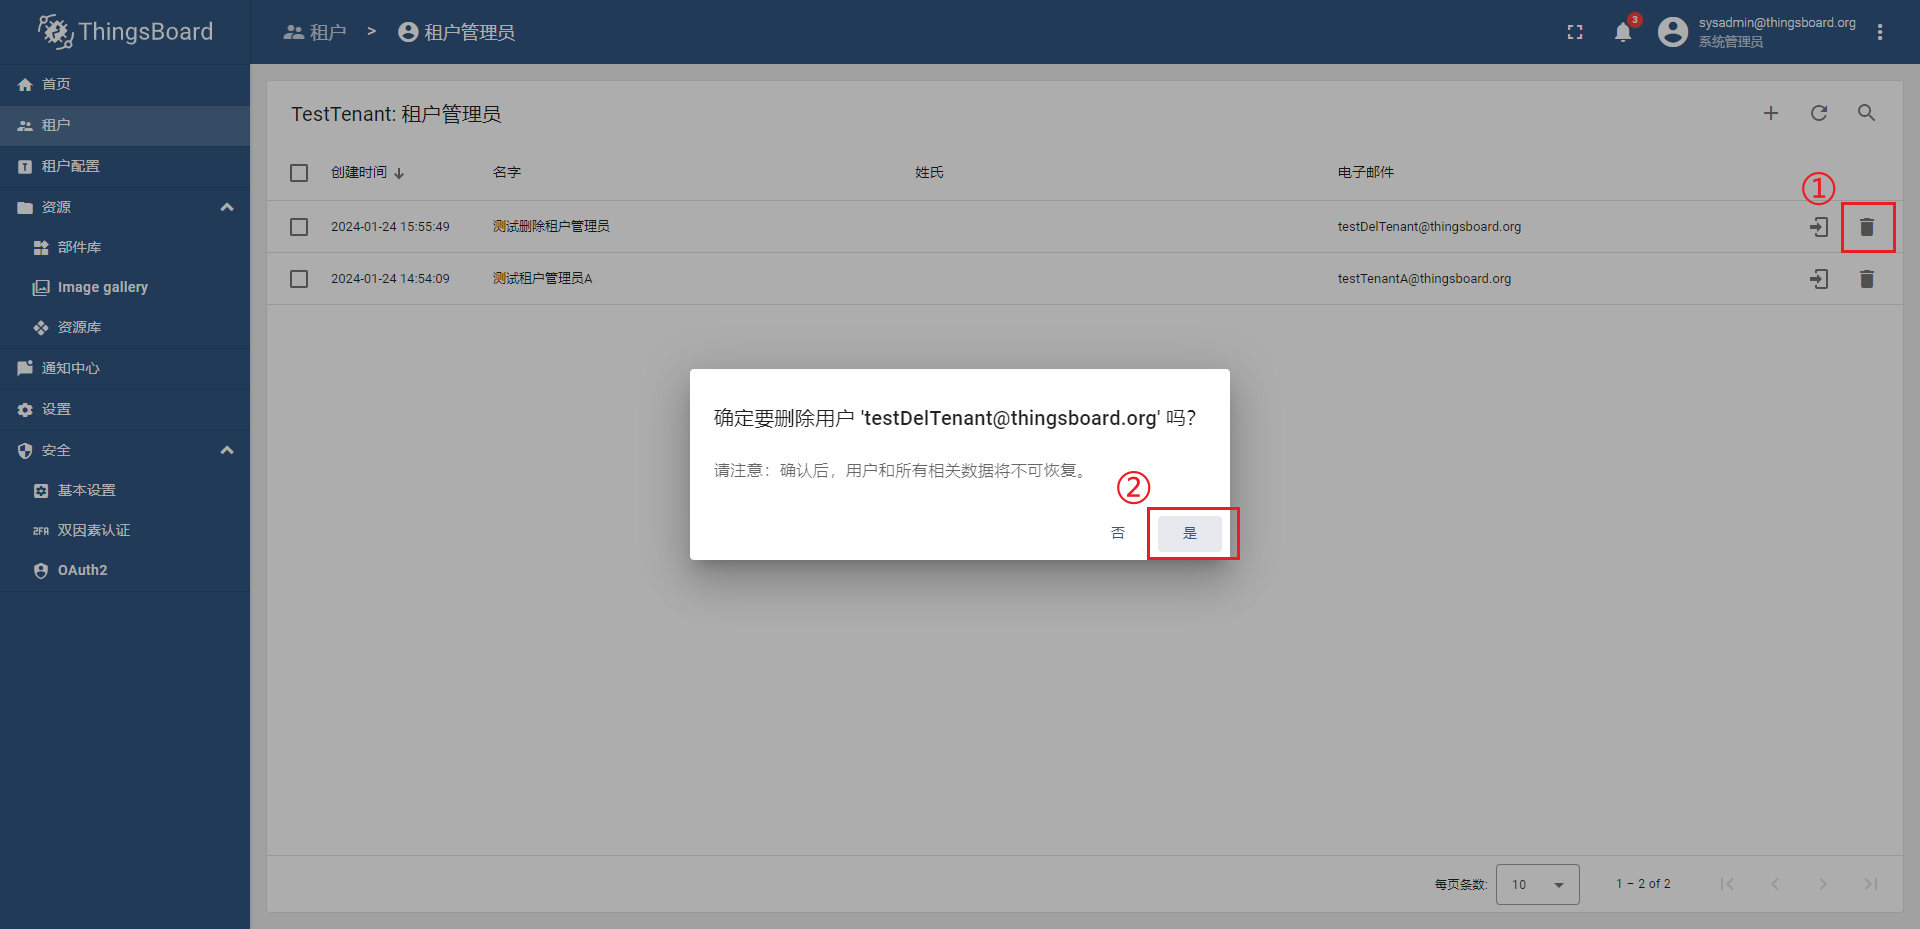 ThingsBoard
租户 > 租户管理员
3
sysadmin@thingsboard.org
系统管理员
首页
租户
租户配置
资源
部件库
Image gallery
资源库
通知中心
设置
安全
基本设置
2FA 双因素认证
OAuth2
TestTenant: 租户管理员
创建时间 名字 姓氏 电子邮件
①
2024-01-24 15:55:49 测试删除租户管理员 testDelTenant@thingsboard.org
2024-01-24 14:54:09 测试租户管理员A testTenantA@thingsboard.org
确定要删除用户 'testDelTenant@thingsboard.org' 吗?
请注意：确认后，用户和所有相关数据将不可恢复。
②
否 是
每页条数: 10 1 – 2 of 2